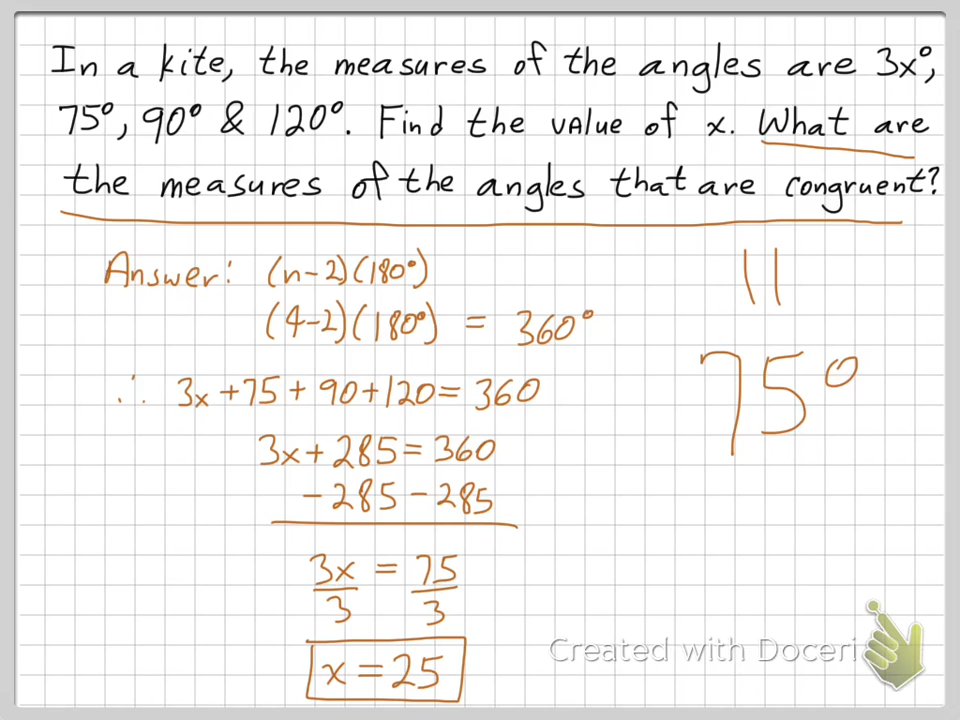 In a kite, the measures of the angles are 3x°,
75°, 90° & 120°. Find the value of x. What are
the measures of the angles that are congruent?
Answer: (n-2)(180°)
(4-2)(180°) = 360°
∴ 3x+75+90+120=360
3x+285=360
-285 -285
3x = 75
3 3
x=25
11
75°
Created with Doceri